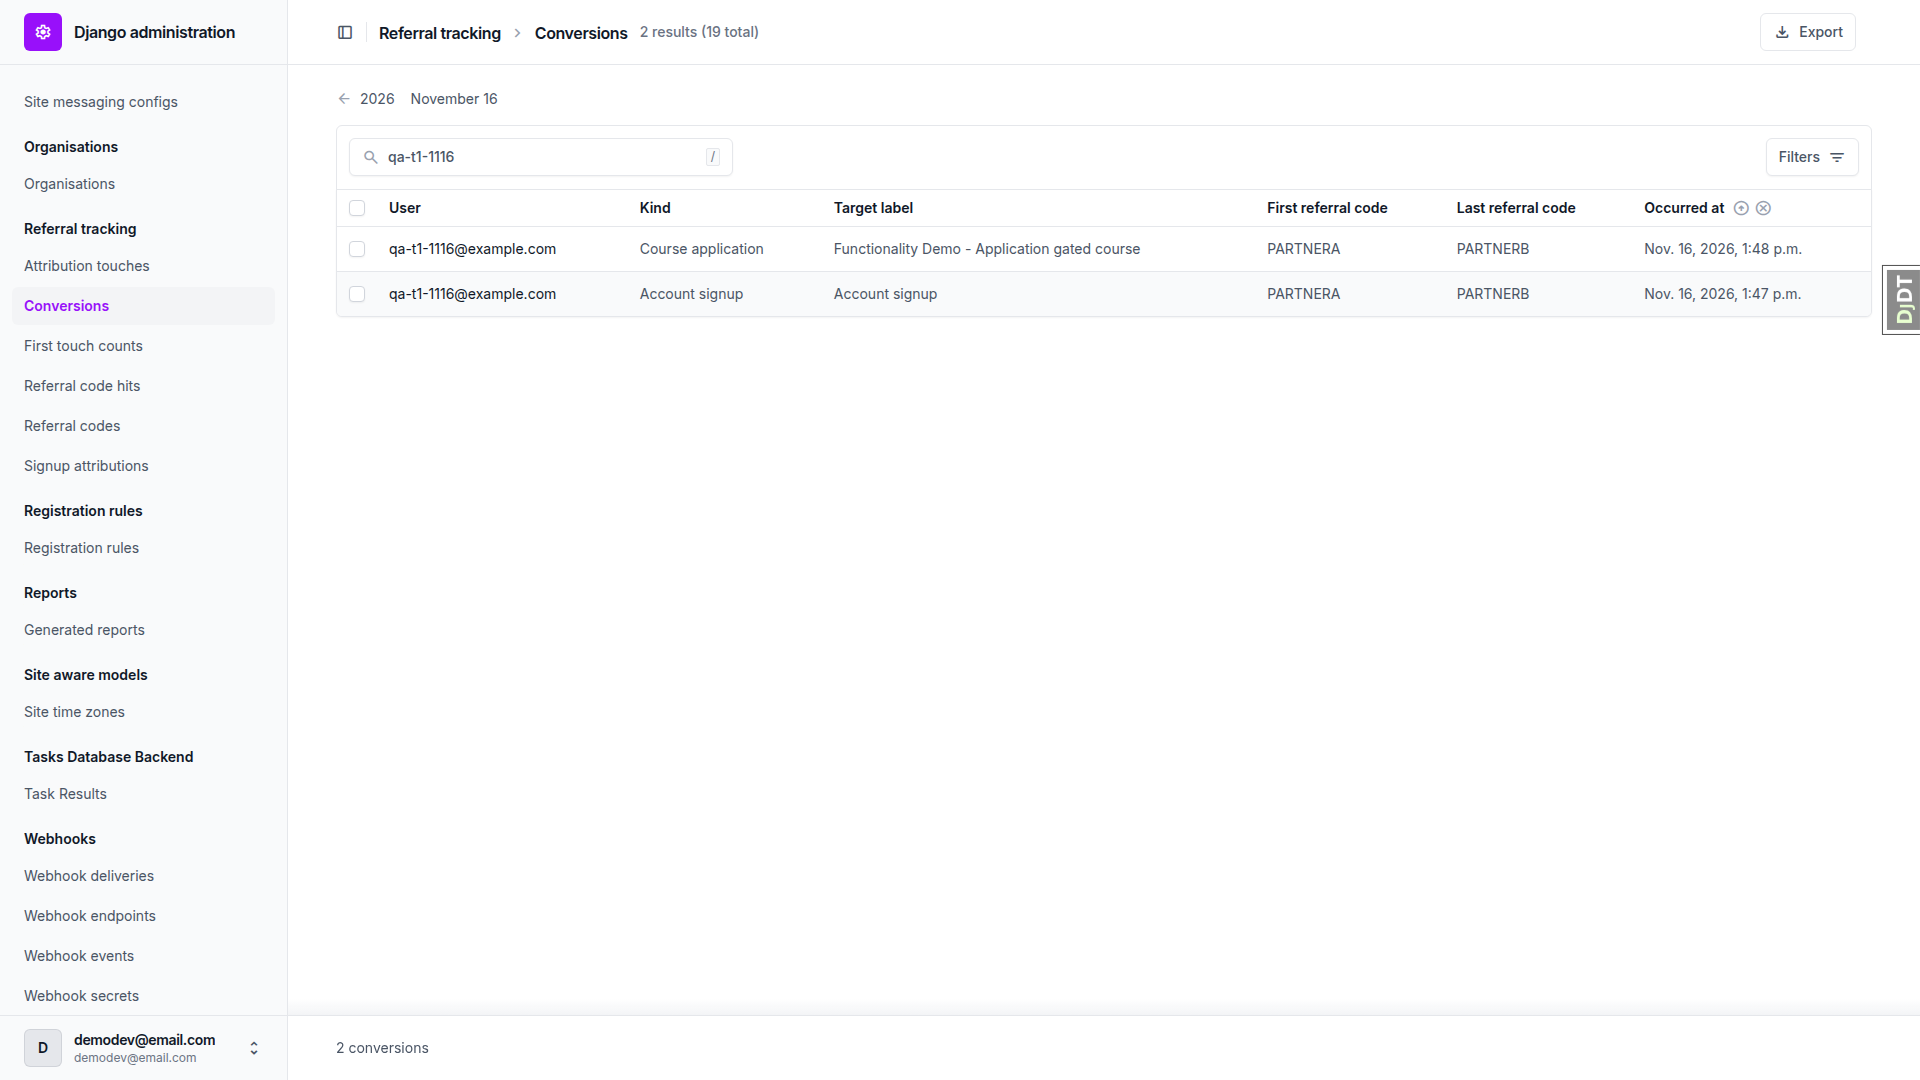 Django administration
Site messaging configs
Organisations
Organisations
Referral tracking
Attribution touches
Conversions
First touch counts
Referral code hits
Referral codes
Signup attributions
Registration rules
Registration rules
Reports
Generated reports
Site aware models
Site time zones
Tasks Database Backend
Task Results
Webhooks
Webhook deliveries
Webhook endpoints
Webhook events
Webhook secrets
D
demodev@email.com
demodev@email.com
Referral tracking › Conversions 2 results (19 total)
Export
← 2026 November 16
qa-t1-1116 /
Filters
User Kind Target label First referral code Last referral code Occurred at
qa-t1-1116@example.com Course application Functionality Demo - Application gated course PARTNERA PARTNERB Nov. 16, 2026, 1:48 p.m.
qa-t1-1116@example.com Account signup Account signup PARTNERA PARTNERB Nov. 16, 2026, 1:47 p.m.
DJDT
2 conversions